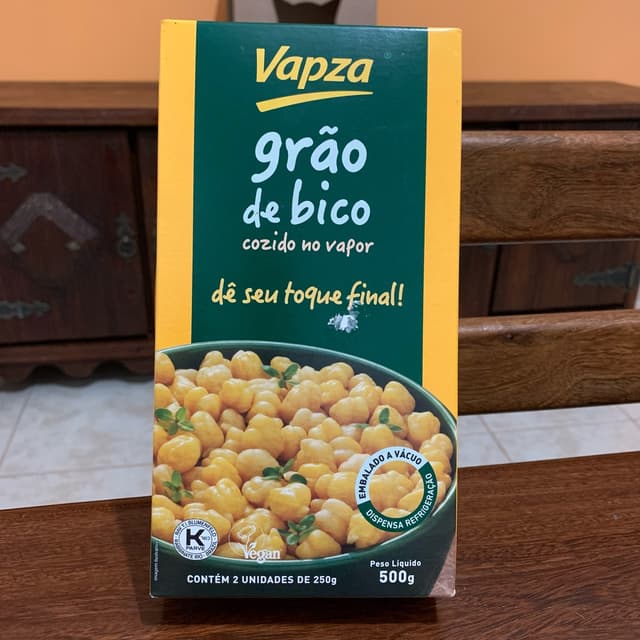 Vapza
®
grão
de bico
cozido no vapor
dê seu toque final!
EMBALADO A VÁCUO
DISPENSA REFRIGERAÇÃO
K
PARVE
Vegan
Peso Líquido
CONTÉM 2 UNIDADES DE 250g
500g